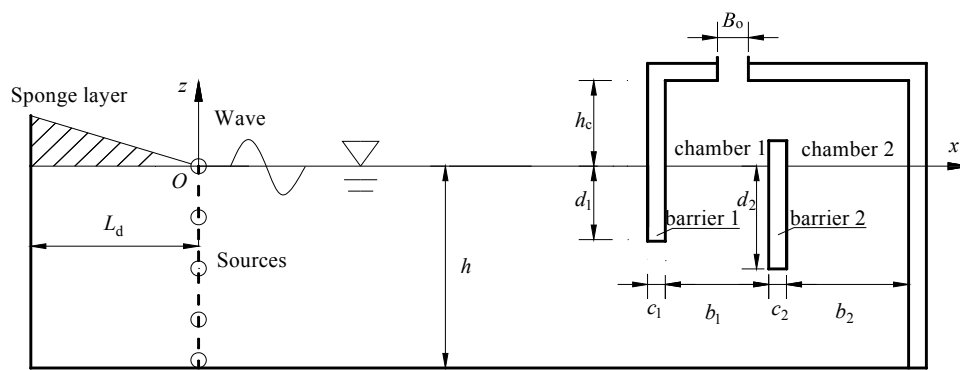 Bₒ
Sponge layer
z
Wave
h_c
chamber 1
chamber 2
x
O
d₁
d₂
barrier 1
barrier 2
L_d
Sources
h
c₁
b₁
c₂
b₂